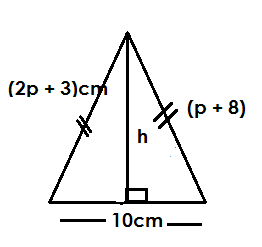 (2p + 3)cm
(p + 8)
h
10cm